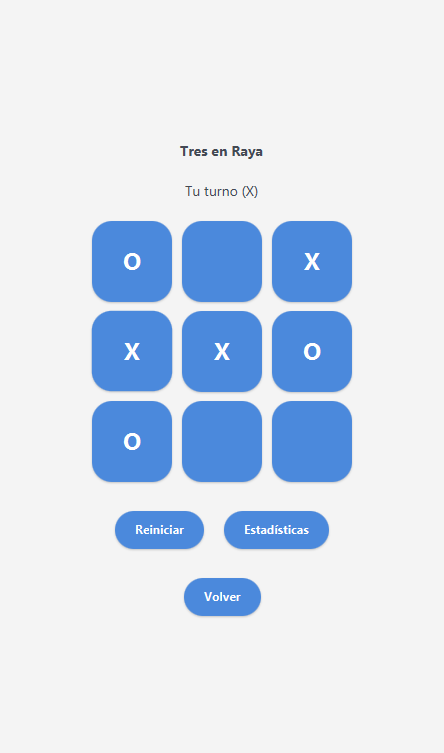 Tres en Raya
Tu turno (X)
O X
X X O
O
Reiniciar Estadísticas
Volver